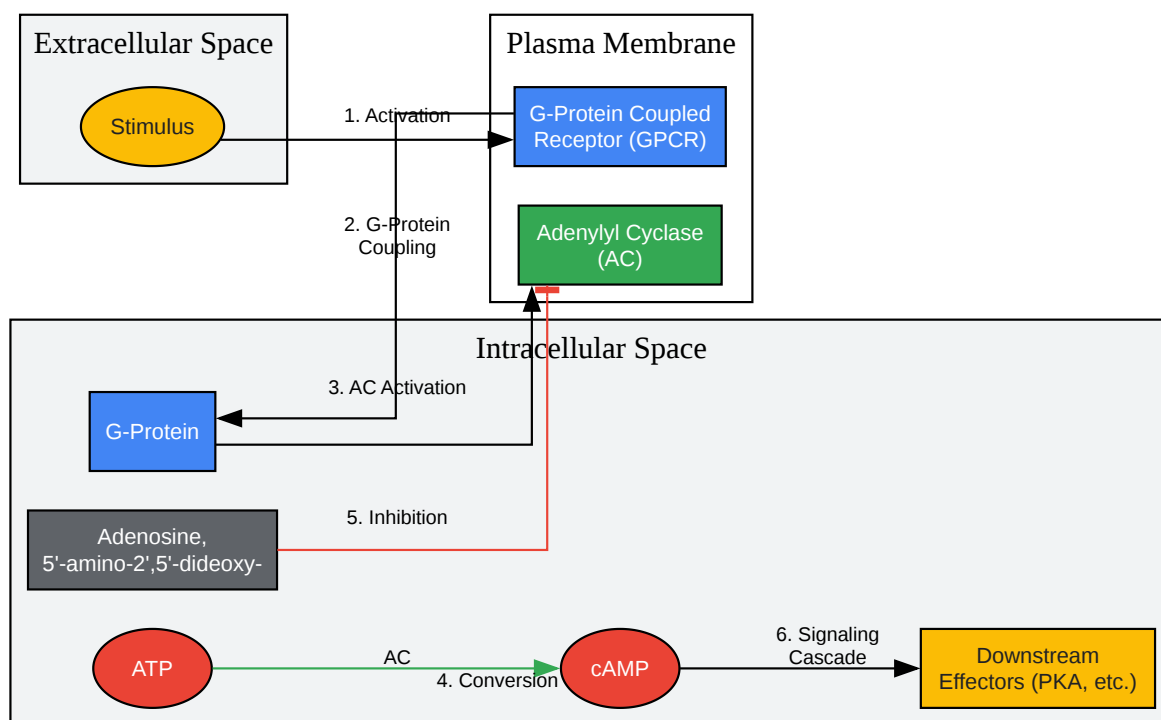 Extracellular Space
Plasma Membrane
Stimulus
1. Activation
G-Protein Coupled
Receptor (GPCR)
2. G-Protein
Coupling
Adenylyl Cyclase
(AC)
Intracellular Space
3. AC Activation
G-Protein
5. Inhibition
Adenosine,
5'-amino-2',5'-dideoxy-
ATP
AC
4. Conversion
cAMP
6. Signaling
Cascade
Downstream
Effectors (PKA, etc.)